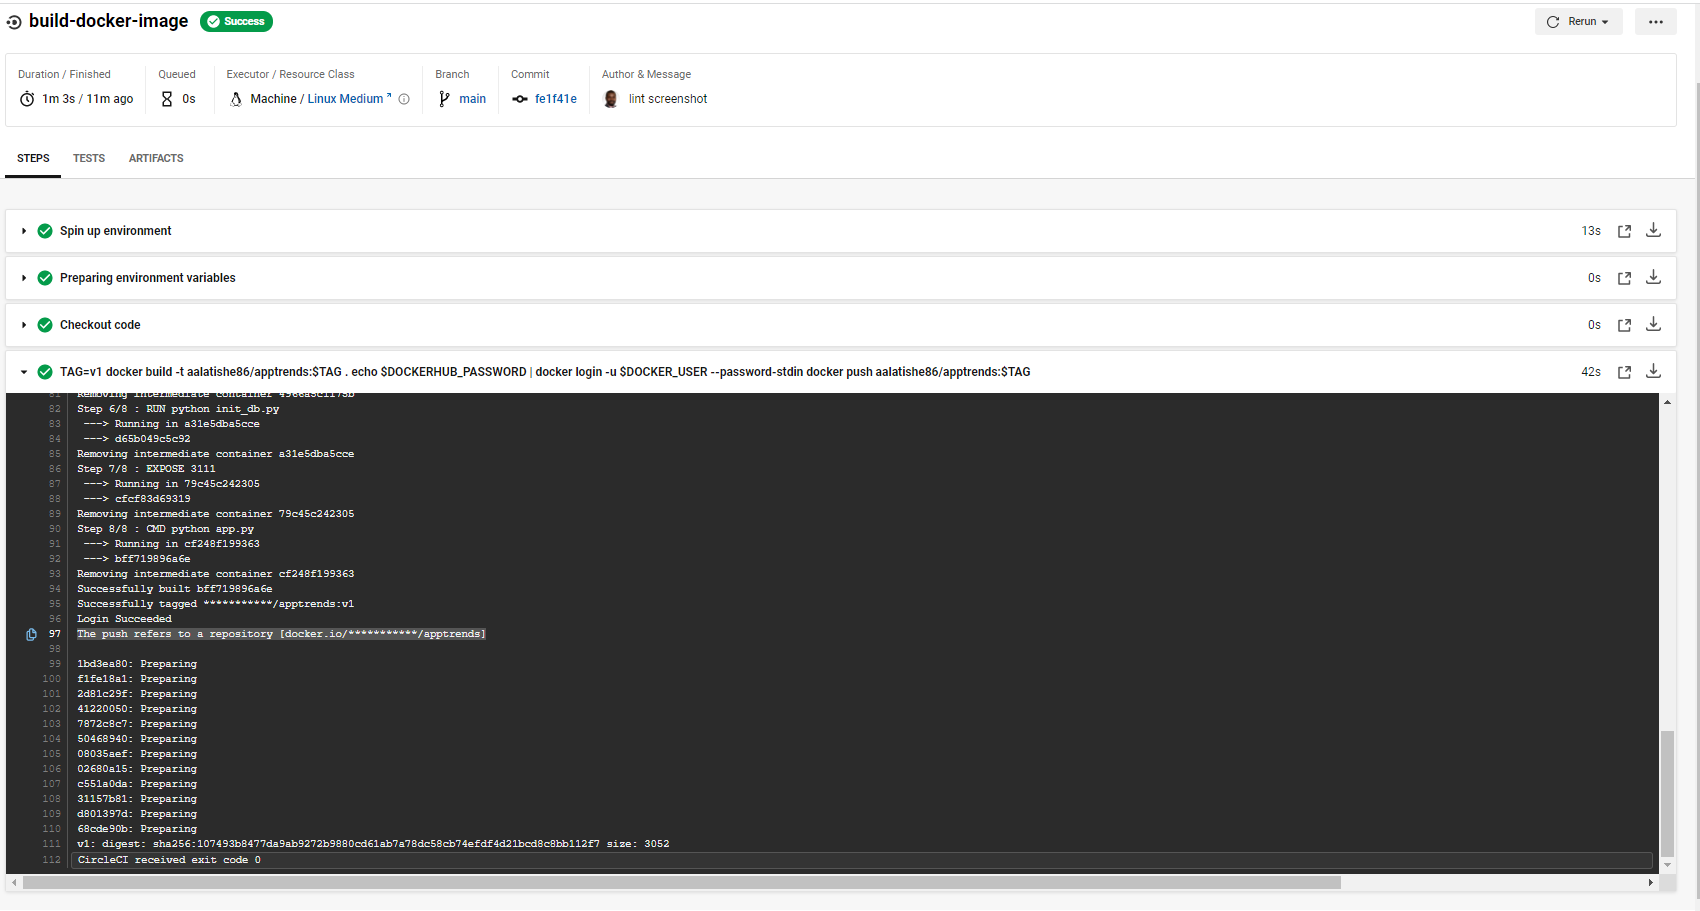 build-docker-image Success Rerun
Duration / Finished Queued Executor / Resource Class Branch Commit Author & Message
1m 3s / 11m ago 0s Machine / Linux Medium main fe1f41e lint screenshot
STEPS TESTS ARTIFACTS
Spin up environment 13s
Preparing environment variables 0s
Checkout code 0s
TAG=v1 docker build -t aalatishe86/apptrends:$TAG . echo $DOCKERHUB_PASSWORD | docker login -u $DOCKER_USER --password-stdin docker push aalatishe86/apptrends:$TAG 42s
81 Removing intermediate container 4966a5c1175b
82 Step 6/8 : RUN python init_db.py
83 ---> Running in a31e5dba5cce
84 ---> d65b049c5c92
85 Removing intermediate container a31e5dba5cce
86 Step 7/8 : EXPOSE 3111
87 ---> Running in 79c45c242305
88 ---> cfcf83d69319
89 Removing intermediate container 79c45c242305
90 Step 8/8 : CMD python app.py
91 ---> Running in cf248f199363
92 ---> bff719896a6e
93 Removing intermediate container cf248f199363
94 Successfully built bff719896a6e
95 Successfully tagged ***********/apptrends:v1
96 Login Succeeded
97 The push refers to a repository [docker.io/***********/apptrends]
98
99 1bd3ea80: Preparing
100 f1fe18a1: Preparing
101 2d81c29f: Preparing
102 41220050: Preparing
103 7872c8c7: Preparing
104 50468940: Preparing
105 08035aef: Preparing
106 02680a15: Preparing
107 c551a0da: Preparing
108 31157b81: Preparing
109 d801397d: Preparing
110 68cde90b: Preparing
111 v1: digest: sha256:107493b8477da9ab9272b9880cd61ab7a78dc58cb74efdf4d21bcd8c8bb112f7 size: 3052
112 CircleCI received exit code 0